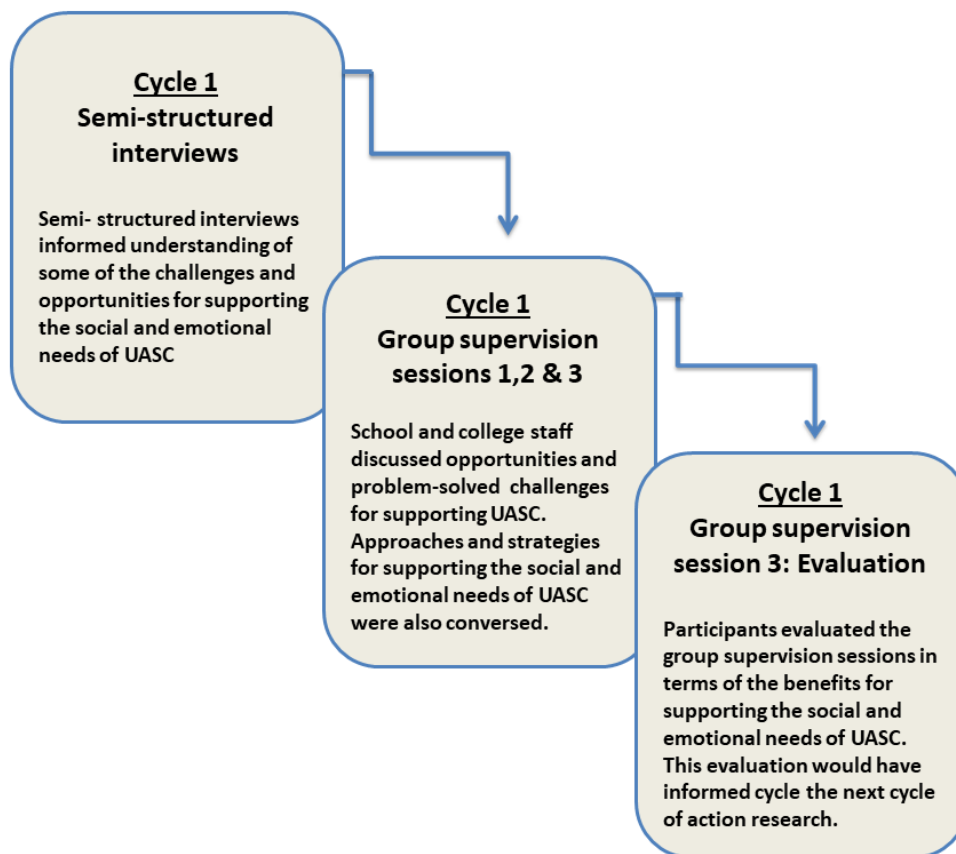 Cycle 1
Semi-structured
interviews
Semi- structured interviews
informed understanding of
some of the challenges and
opportunities for supporting
the social and emotional
needs of UASC
Cycle 1
Group supervision
sessions 1,2 & 3
School and college staff
discussed opportunities and
problem-solved challenges
for supporting UASC.
Approaches and strategies
for supporting the social and
emotional needs of UASC
were also conversed.
Cycle 1
Group supervision
session 3: Evaluation
Participants evaluated the
group supervision sessions in
terms of the benefits for
supporting the social and
emotional needs of UASC.
This evaluation would have
informed cycle the next cycle
of action research.